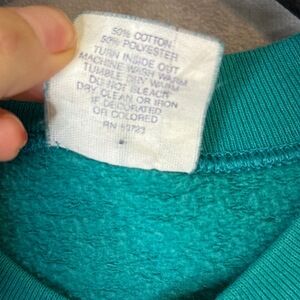 50% COTTON
50% POLYESTER
TURN INSIDE OUT
MACHINE WASH WARM
TUMBLE DRY WARM
DO NOT BLEACH
DRY CLEAN OR IRON
IF DECORATED
OR COLORED
RN